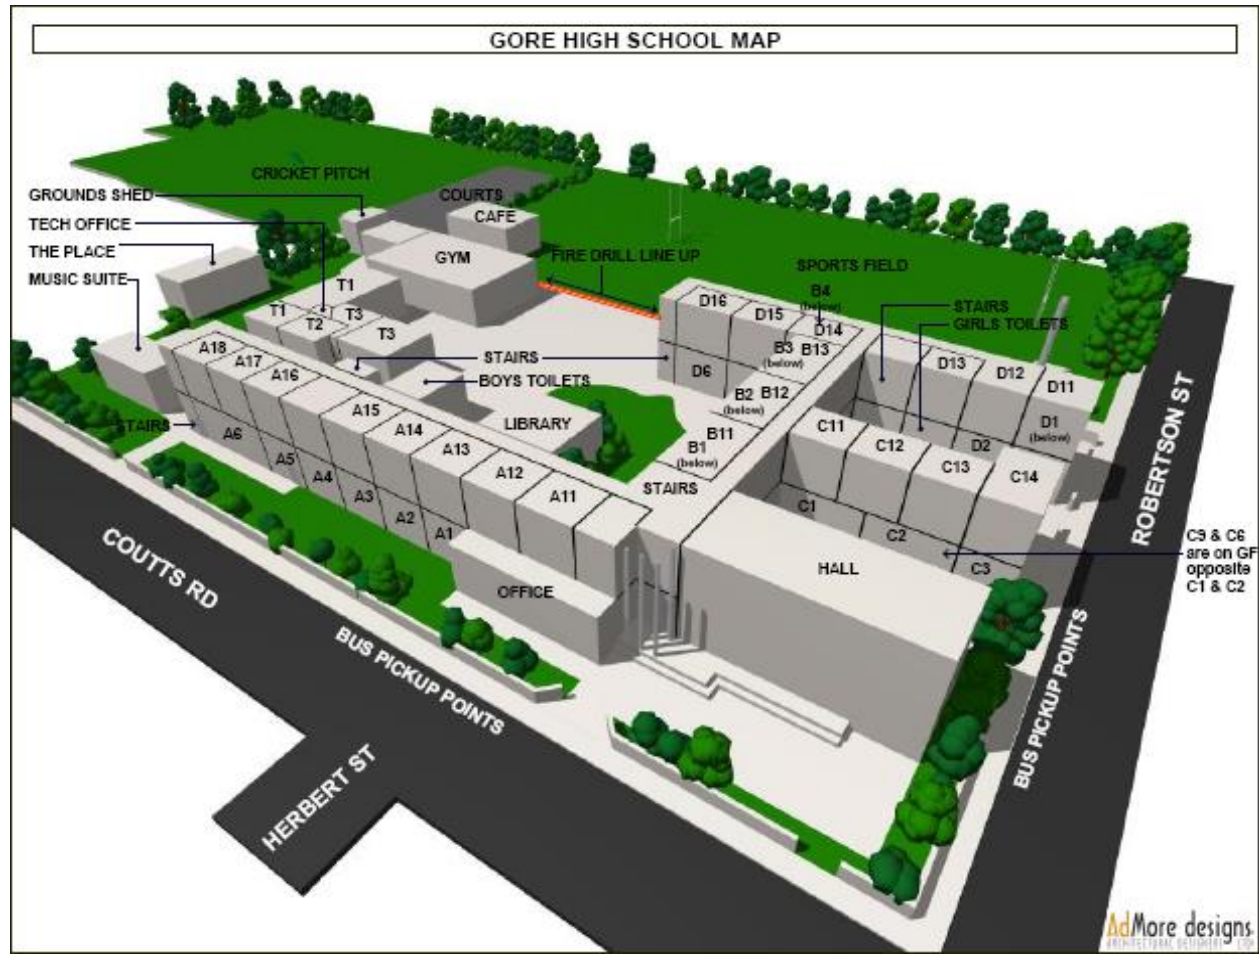 GORE HIGH SCHOOL MAP
CRICKET PITCH
GROUNDS SHED
COURTS
TECH OFFICE
CAFE
THE PLACE
GYM
FIRE DRILL LINE UP
SPORTS FIELD
MUSIC SUITE
T1
B4
(below)
D16
D15
D14
STAIRS
GIRLS TOILETS
T1
T2
T3
T3
A18
A17
A16
STAIRS
BOYS TOILETS
B3
(below)
B13
D13
D12
D11
D6
B2
(below)
B12
A15
A14
A13
A12
A11
LIBRARY
B11
B1
(below)
C11
C12
C13
C14
D2
D1
(below)
STAIRS
A6
A5
A4
A3
A2
A1
STAIRS
C1
C2
C3
ROBERTSON ST
C9 & C6
are on GF
opposite
C1 & C2
HALL
OFFICE
COUTTS RD
BUS PICKUP POINTS
BUS PICKUP POINTS
HERBERT ST
AdMore designs
ARCHITECTURAL DESIGNERS LTD